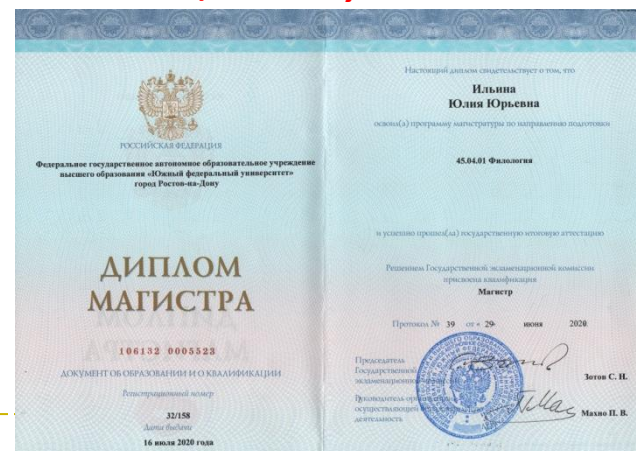 РОССИЙСКАЯ ФЕДЕРАЦИЯ
Федеральное государственное автономное образовательное учреждение
высшего образования «Южный федеральный университет»
город Ростов-на-Дону
ДИПЛОМ
МАГИСТРА
106132 0005523
ДОКУМЕНТ ОБ ОБРАЗОВАНИИ И О КВАЛИФИКАЦИИ
Регистрационный номер
32/158
Дата выдачи
16 июля 2020 года
Настоящий диплом свидетельствует о том, что
Ильина
Юлия Юрьевна
освоил(а) программу магистратуры по направлению подготовки
45.04.01 Филология
и успешно прошел(ла) государственную итоговую аттестацию
Решением Государственной экзаменационной комиссии
присвоена квалификация
Магистр
Протокол № 39 от « 29» июня 2020
Председатель
Государственной
экзаменационной
Зотов С. Н.
Руководитель
осуществляющей
деятельность
Махно П. В.